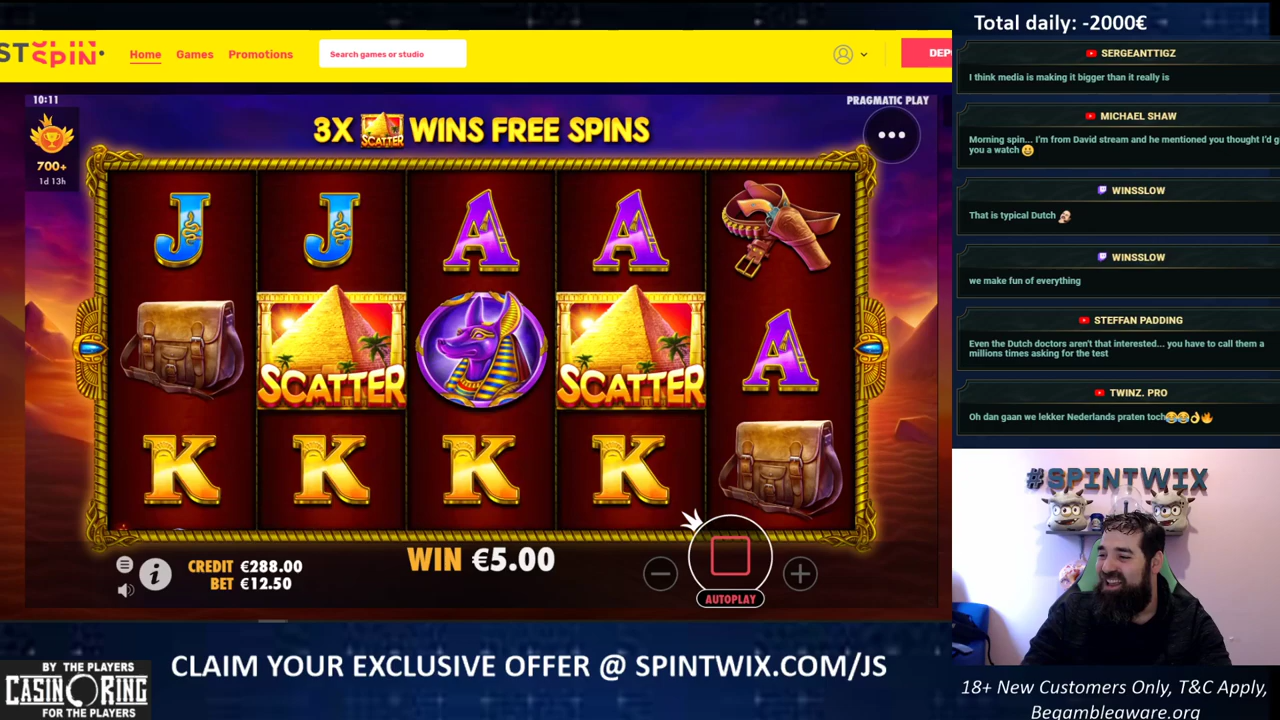 ST SPIN
Home
Games
Promotions
Search games or studio
DEP
10:11
700+
1d 13h
PRAGMATIC PLAY
3X SCATTER WINS FREE SPINS
J
J
A
A
SCATTER
SCATTER
A
K
K
K
K
CREDIT €288.00
BET €12.50
WIN €5.00
AUTOPLAY
BY THE PLAYERS
CASINORING
FOR THE PLAYERS
CLAIM YOUR EXCLUSIVE OFFER @ SPINTWIX.COM/JS
Total daily: -2000€
SERGEANTTIGZ
I think media is making it bigger than it really is
MICHAEL SHAW
Morning spin... I'm from David stream and he mentioned you thought I'd g
you a watch 😀
WINSSLOW
That is typical Dutch
WINSSLOW
we make fun of everything
STEFFAN PADDING
Even the Dutch doctors aren't that interested... you have to call them a
millions times asking for the test
TWINZ. PRO
Oh dan gaan we lekker Nederlands praten toch😂😂👌🔥
#SPINTWIX
18+ New Customers Only, T&C Apply,
Begambleaware.org